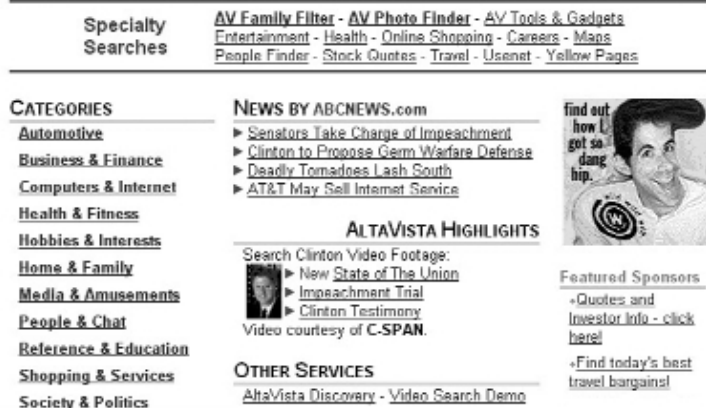 Specialty
Searches
AV Family Filter - AV Photo Finder - AV Tools & Gadgets
Entertainment - Health - Online Shopping - Careers - Maps
People Finder - Stock Quotes - Travel - Usenet - Yellow Pages
CATEGORIES
Automotive
Business & Finance
Computers & Internet
Health & Fitness
Hobbies & Interests
Home & Family
Media & Amusements
People & Chat
Reference & Education
Shopping & Services
Society & Politics
NEWS BY ABCNEWS.com
Senators Take Charge of Impeachment
Clinton to Propose Germ Warfare Defense
Deadly Tornadoes Lash South
AT&T May Sell Internet Service
ALTAVISTA HIGHLIGHTS
Search Clinton Video Footage:
New State of The Union
Impeachment Trial
Clinton Testimony
Video courtesy of C-SPAN.
OTHER SERVICES
AltaVista Discovery - Video Search Demo
find out
how I
got so
dang
hip.
W
Featured Sponsors
Quotes and
Investor Info - click
here!
Find today's best
travel bargains!